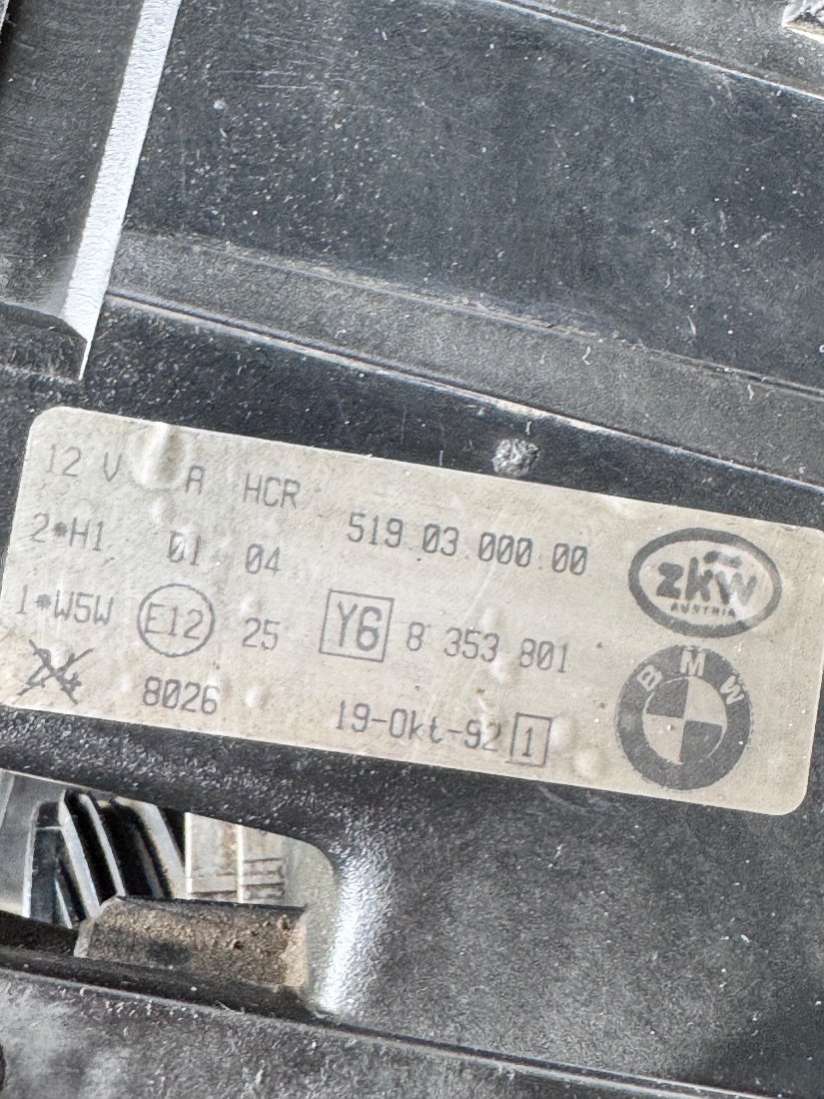 12 V A HCR 519.03.000.00
2*H1 01 04
1*W5W E12 25 Y6 8 353 801
8026 19-Okt-92 1
zkw
AUSTRIA
BMW